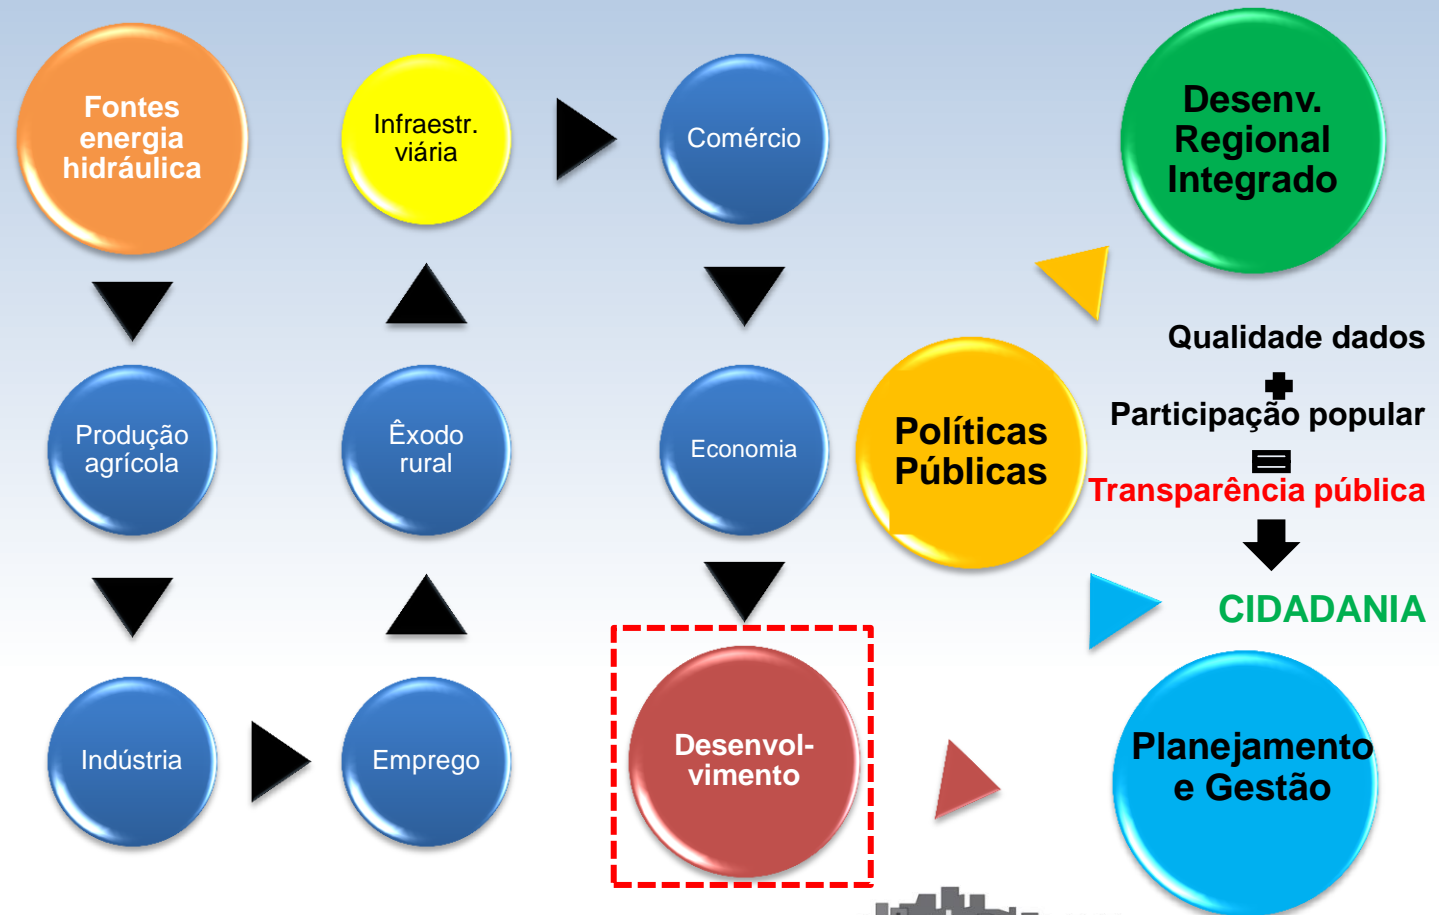 Fontes
energia
hidráulica
Produção
agrícola
Indústria
Emprego
Êxodo
rural
Infraestr.
viária
Comércio
Economia
Desenvol-
vimento
Políticas
Públicas
Desenv.
Regional
Integrado
Qualidade dados
Participação popular
Transparência pública
CIDADANIA
Planejamento
e Gestão